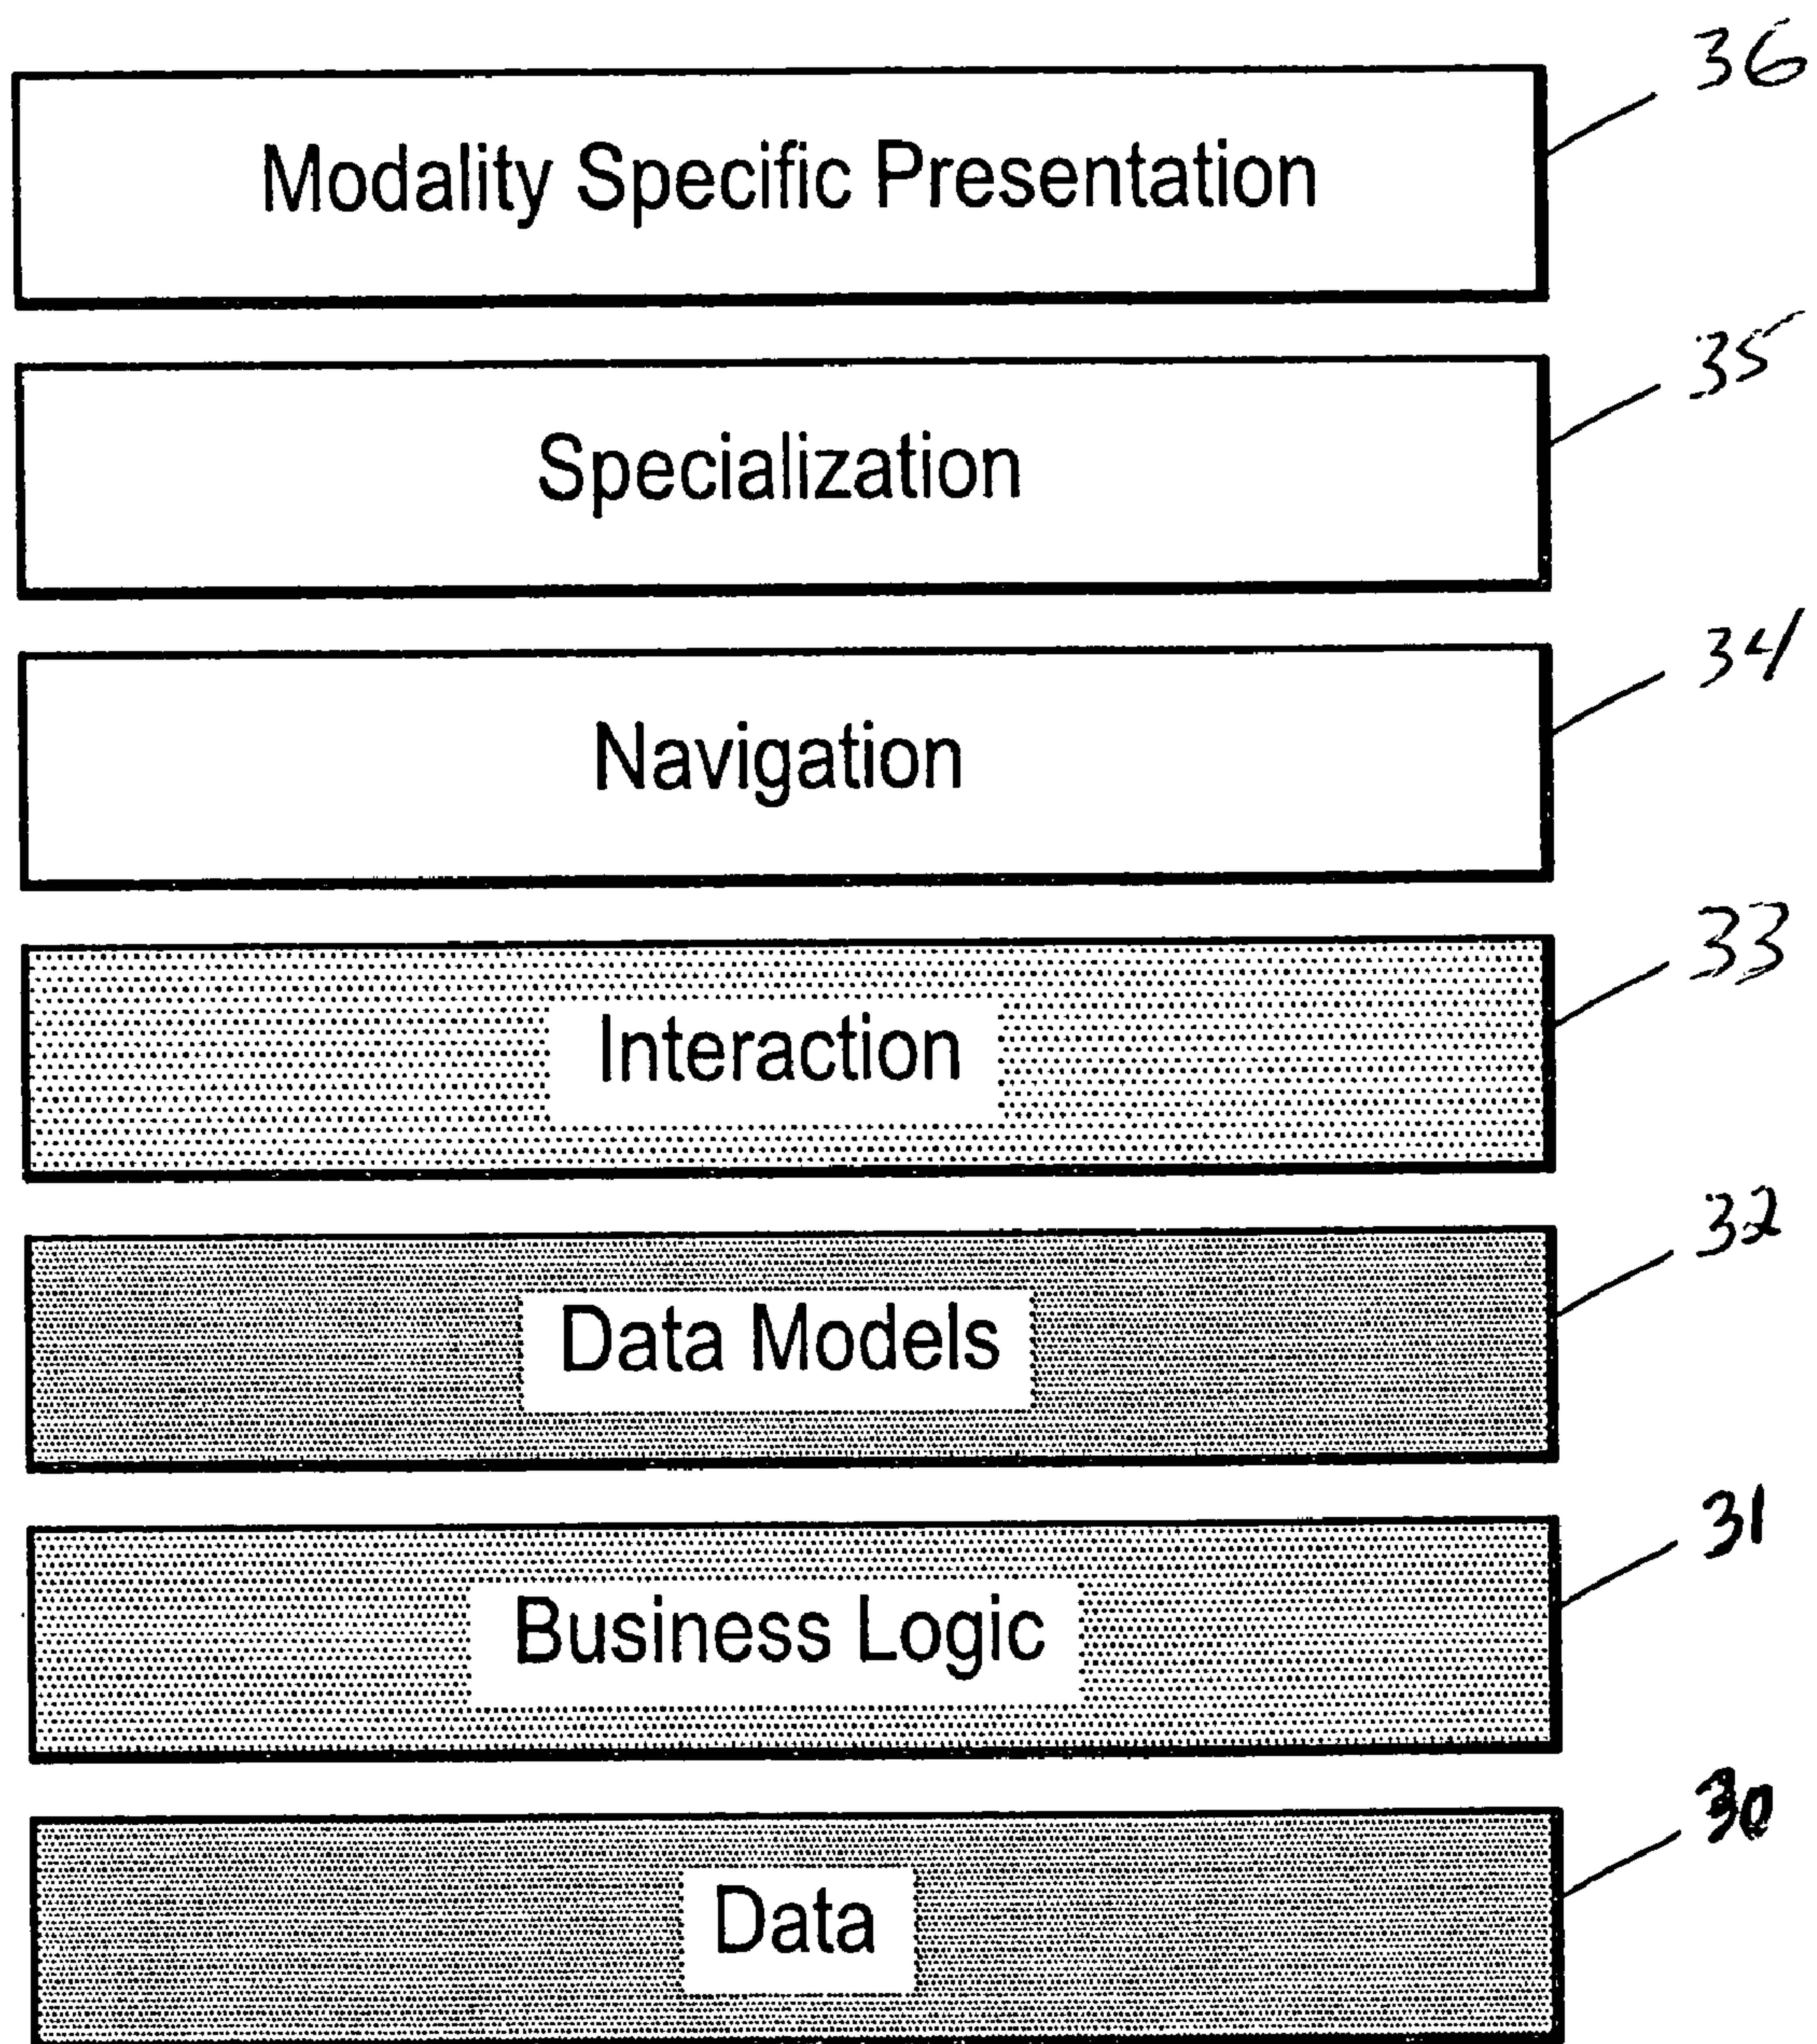 36
Modality Specific Presentation
35
Specialization
34
Navigation
33
Interaction
32
Data Models
31
Business Logic
30
Data